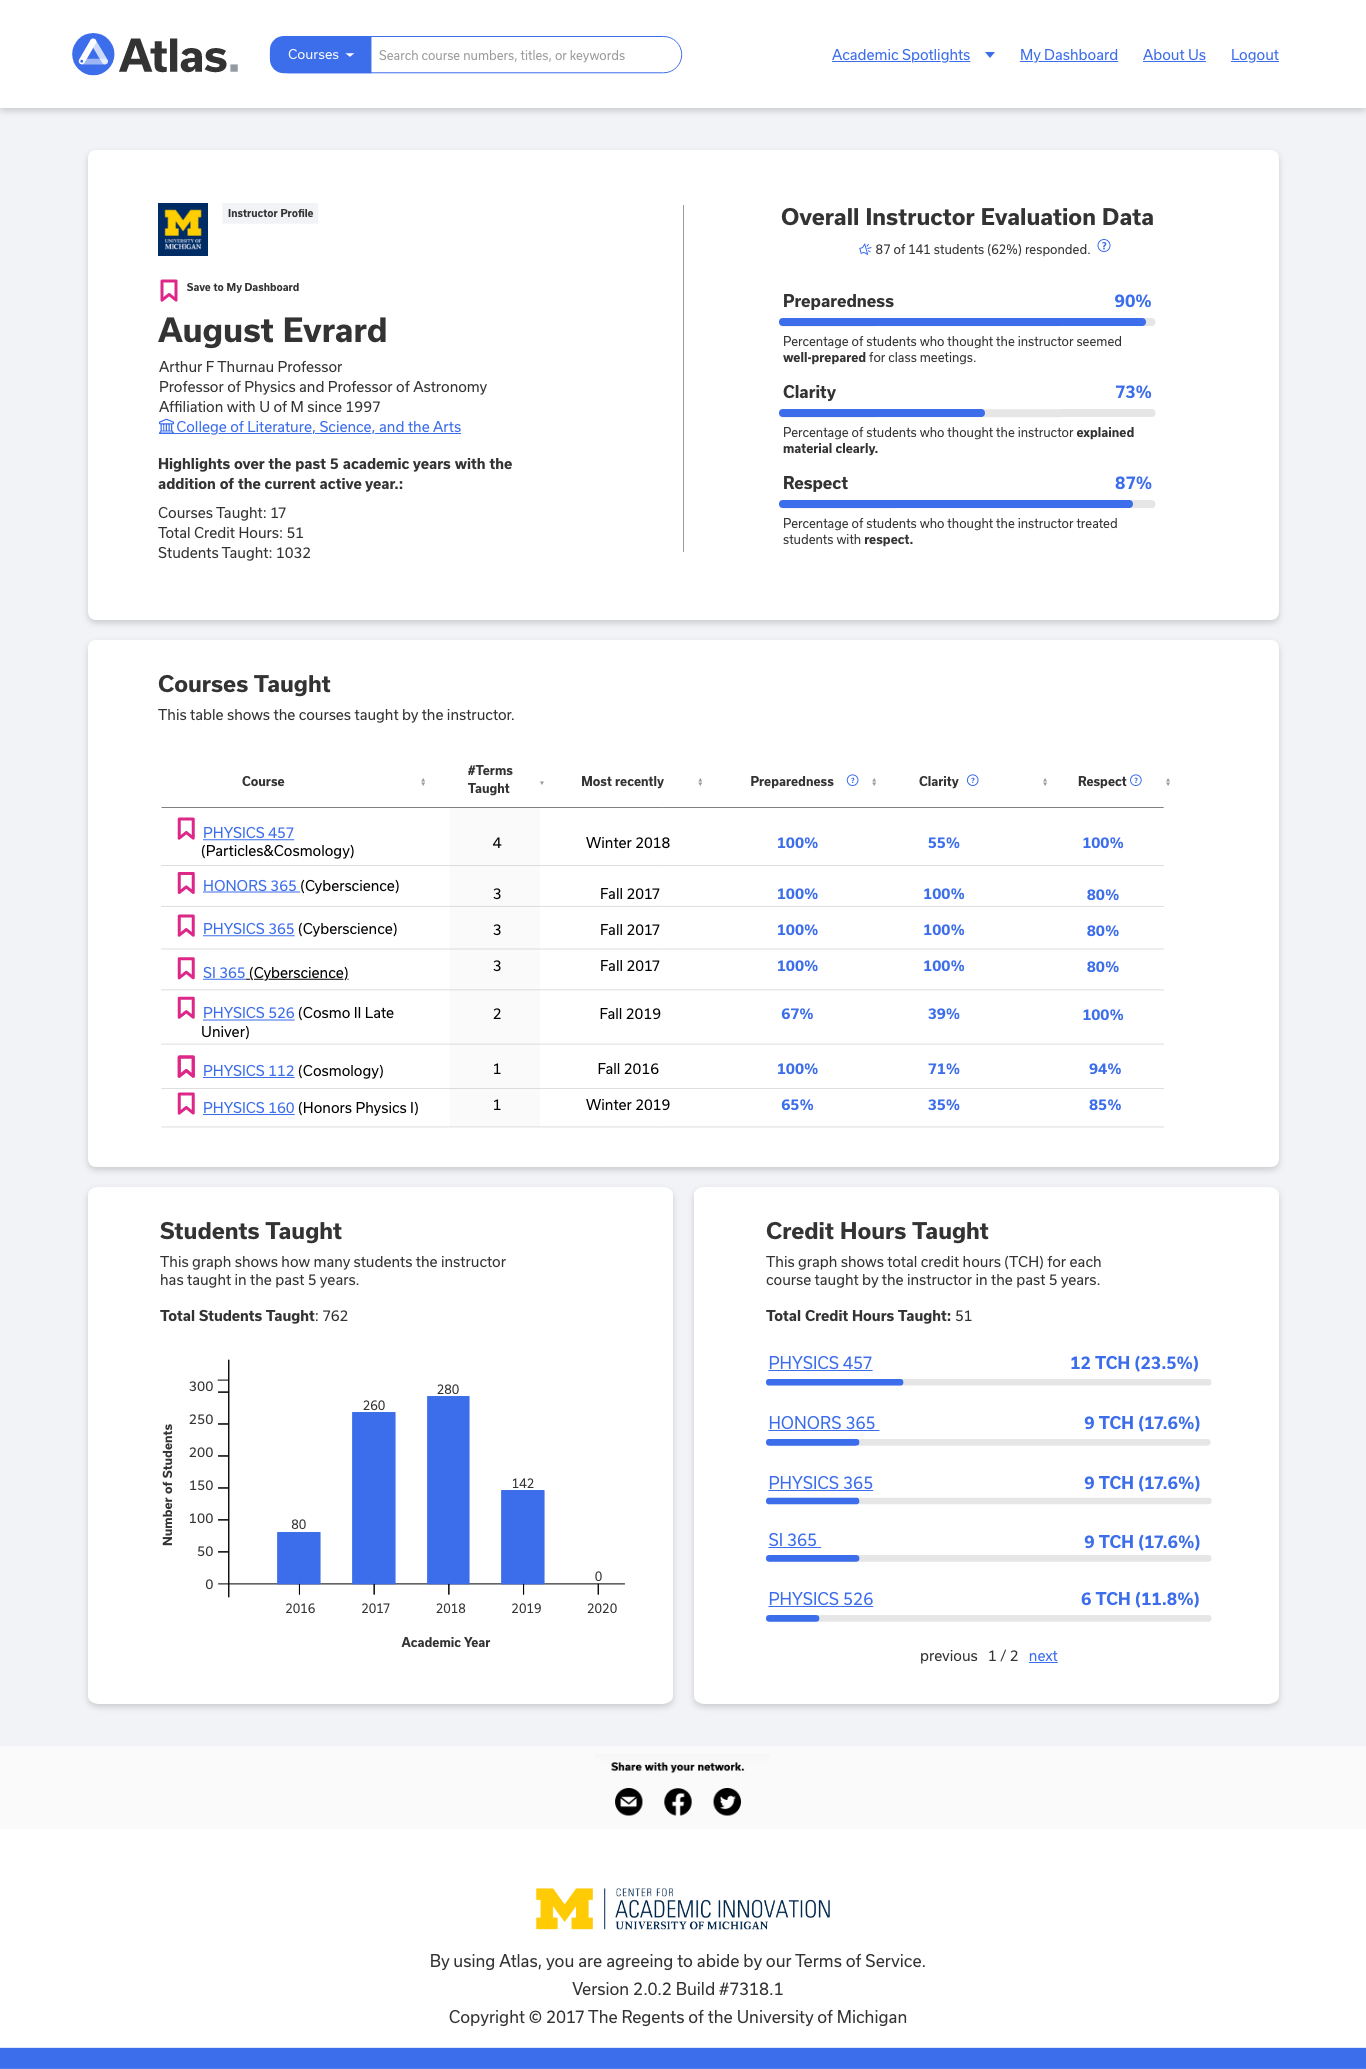 Atlas.
Courses
Search course numbers, titles, or keywords
Academic Spotlights
My Dashboard
About Us
Logout
M
UNIVERSITY OF
MICHIGAN
Instructor Profile
Save to My Dashboard
August Evrard
Arthur F Thurnau Professor
Professor of Physics and Professor of Astronomy
Affiliation with U of M since 1997
College of Literature, Science, and the Arts
Highlights over the past 5 academic years with the
addition of the current active year.:
Courses Taught: 17
Total Credit Hours: 51
Students Taught: 1032
Overall Instructor Evaluation Data
87 of 141 students (62%) responded. ?
Preparedness 90%
Percentage of students who thought the instructor seemed
well-prepared for class meetings.
Clarity 73%
Percentage of students who thought the instructor explained
material clearly.
Respect 87%
Percentage of students who thought the instructor treated
students with respect.
Courses Taught
This table shows the courses taught by the instructor.
Course #Terms Taught Most recently Preparedness ? Clarity ? Respect ?
PHYSICS 457
(Particles&Cosmology) 4 Winter 2018 100% 55% 100%
HONORS 365 (Cyberscience) 3 Fall 2017 100% 100% 80%
PHYSICS 365 (Cyberscience) 3 Fall 2017 100% 100% 80%
SI 365 (Cyberscience) 3 Fall 2017 100% 100% 80%
PHYSICS 526 (Cosmo II Late 2 Fall 2019 67% 39% 100%
Univer)
PHYSICS 112 (Cosmology) 1 Fall 2016 100% 71% 94%
PHYSICS 160 (Honors Physics I) 1 Winter 2019 65% 35% 85%
Students Taught
This graph shows how many students the instructor
has taught in the past 5 years.
Total Students Taught: 762
Number of Students
300
250
200
150
100
50
0
80
260
280
142
0
2016 2017 2018 2019 2020
Academic Year
Credit Hours Taught
This graph shows total credit hours (TCH) for each
course taught by the instructor in the past 5 years.
Total Credit Hours Taught: 51
PHYSICS 457 12 TCH (23.5%)
HONORS 365 9 TCH (17.6%)
PHYSICS 365 9 TCH (17.6%)
SI 365 9 TCH (17.6%)
PHYSICS 526 6 TCH (11.8%)
previous 1 / 2 next
Share with your network.
M
CENTER FOR
ACADEMIC INNOVATION
UNIVERSITY OF MICHIGAN
By using Atlas, you are agreeing to abide by our Terms of Service.
Version 2.0.2 Build #7318.1
Copyright © 2017 The Regents of the University of Michigan